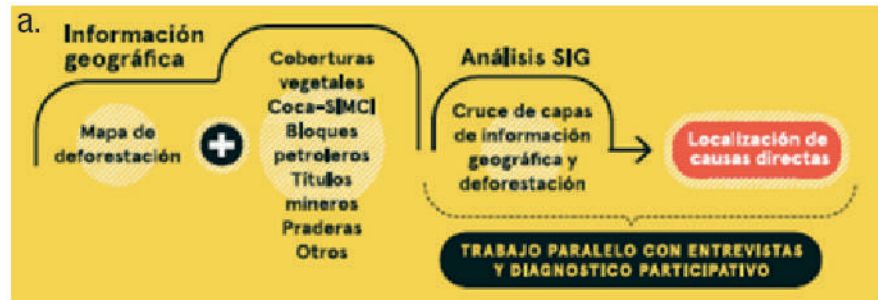 a.
Información
geográfica
Mapa de
deforestación
+
Coberturas
vegetales
Coca-SIMCI
Bloques
petroleros
Títulos
mineros
Praderas
Otros
Análisis SIG
Cruce de capas
de información
geográfica y
deforestación
Localización de
causas directas
TRABAJO PARALELO CON ENTREVISTAS
Y DIAGNOSTICO PARTICIPATIVO